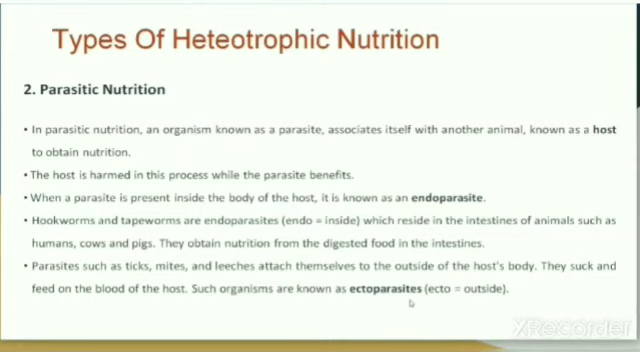 Types Of Heteotrophic Nutrition
2. Parasitic Nutrition
• In parasitic nutrition, an organism known as a parasite, associates itself with another animal, known as a host
to obtain nutrition.
• The host is harmed in this process while the parasite benefits.
• When a parasite is present inside the body of the host, it is known as an endoparasite.
• Hookworms and tapeworms are endoparasites (endo = inside) which reside in the intestines of animals such as
humans, cows and pigs. They obtain nutrition from the digested food in the intestines.
• Parasites such as ticks, mites, and leeches attach themselves to the outside of the host's body. They suck and
feed on the blood of the host. Such organisms are known as ectoparasites (ecto = outside).
XRecorder